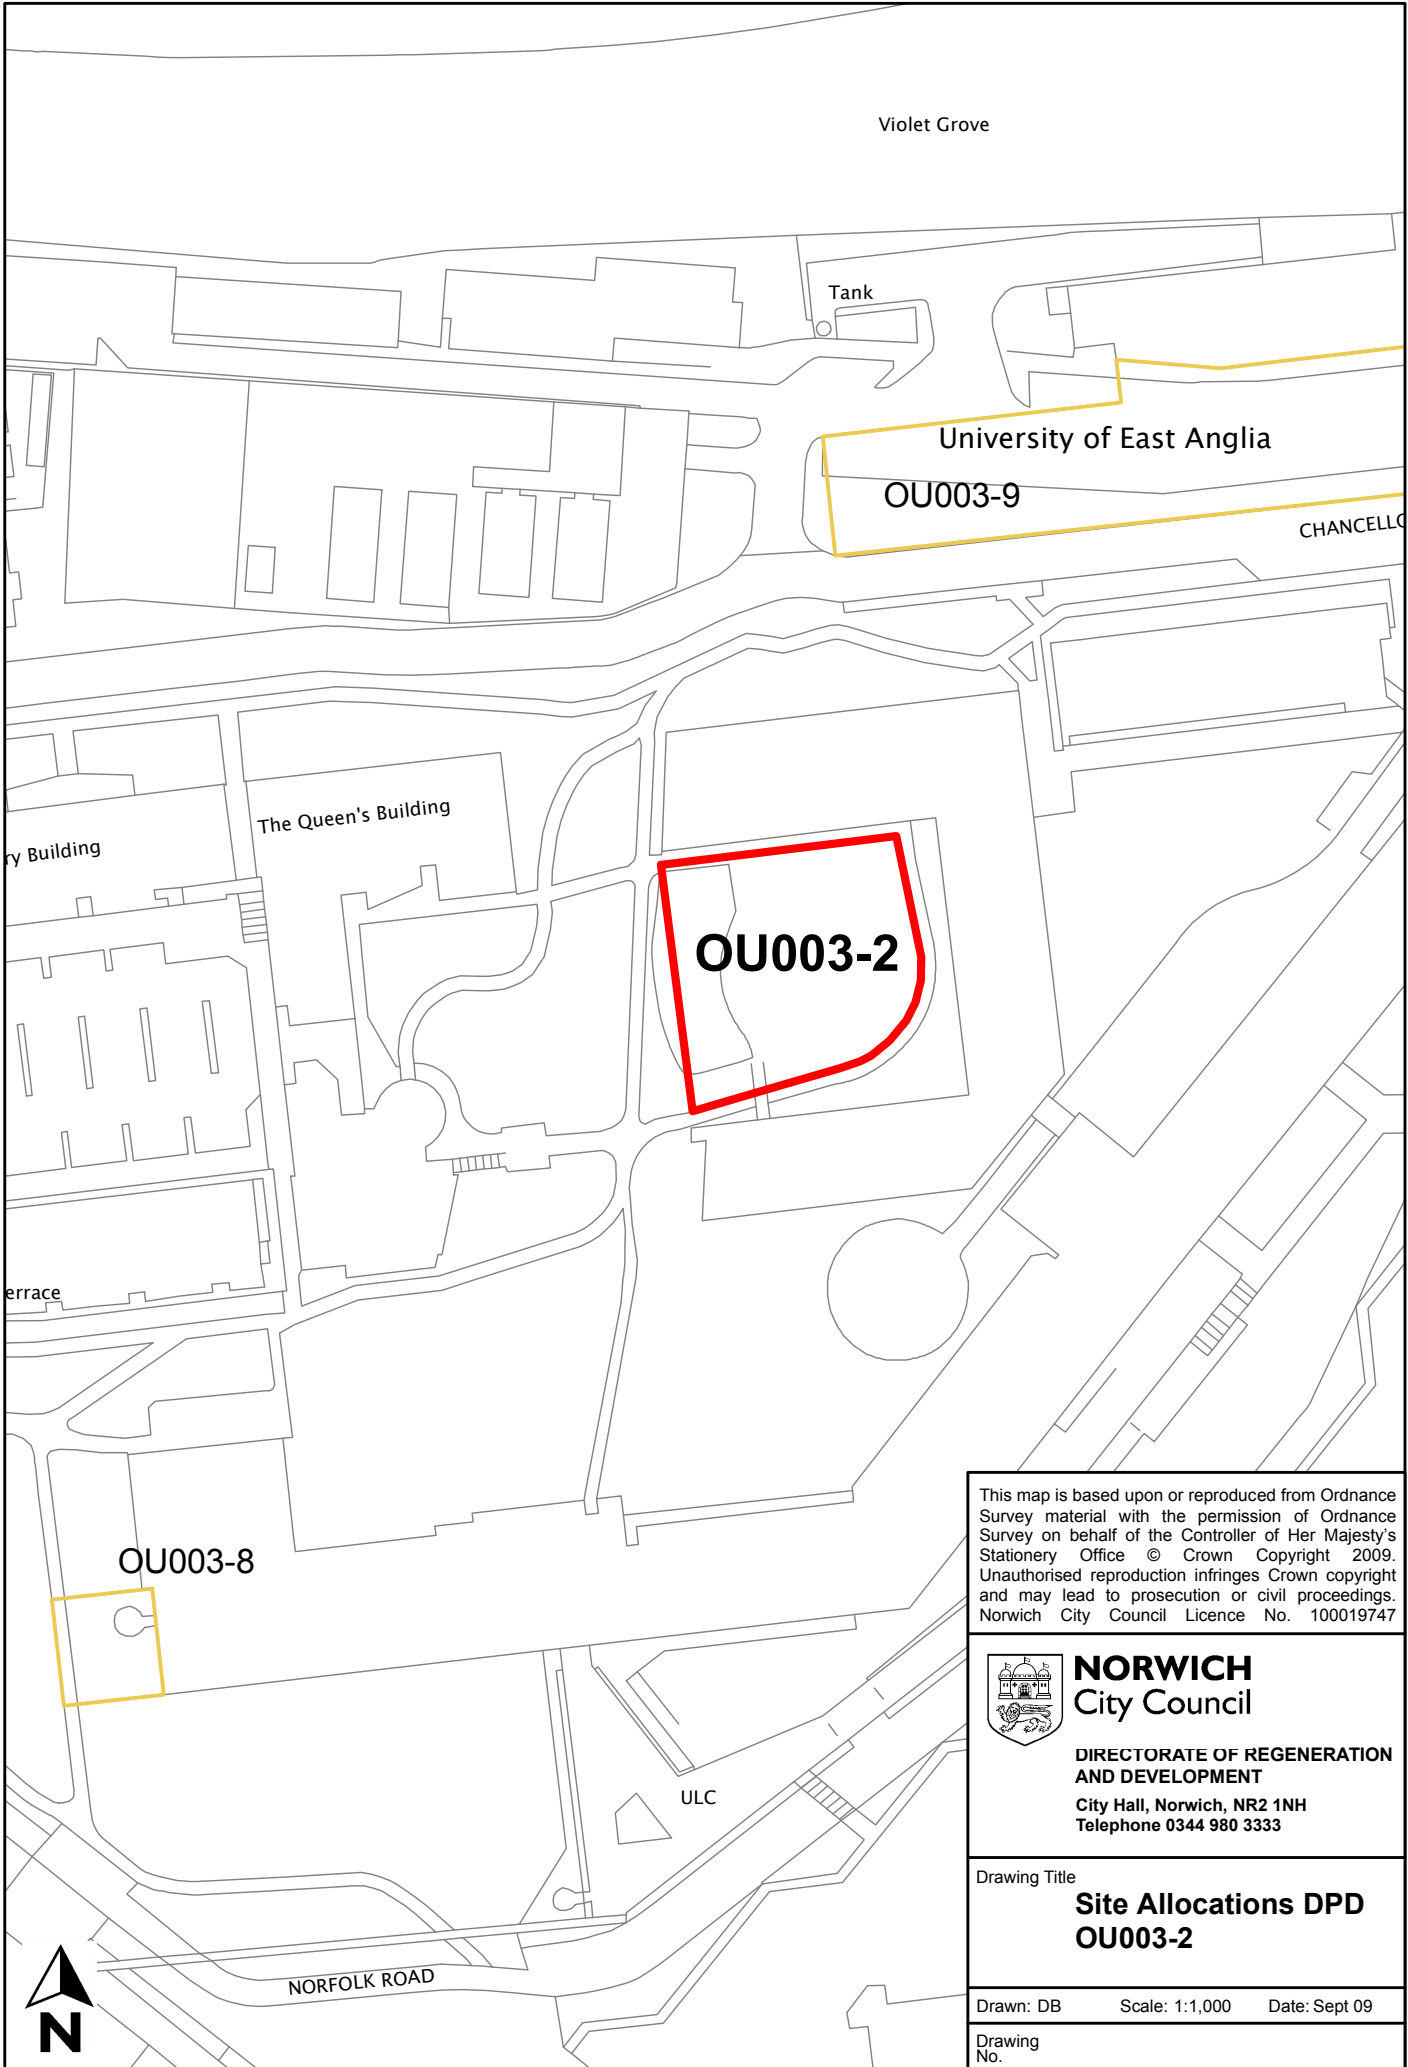 Violet Grove
Tank
University of East Anglia
OU003-9
CHANCELLO
The Queen's Building
ry Building
OU003-2
errace
OU003-8
ULC
NORFOLK ROAD
N
This map is based upon or reproduced from Ordnance
Survey material with the permission of Ordnance
Survey on behalf of the Controller of Her Majesty's
Stationery Office © Crown Copyright 2009.
Unauthorised reproduction infringes Crown copyright
and may lead to prosecution or civil proceedings.
Norwich City Council Licence No. 100019747
NORWICH
City Council
DIRECTORATE OF REGENERATION
AND DEVELOPMENT
City Hall, Norwich, NR2 1NH
Telephone 0344 980 3333
Drawing Title
Site Allocations DPD
OU003-2
Drawn: DB Scale: 1:1,000 Date: Sept 09
Drawing
No.